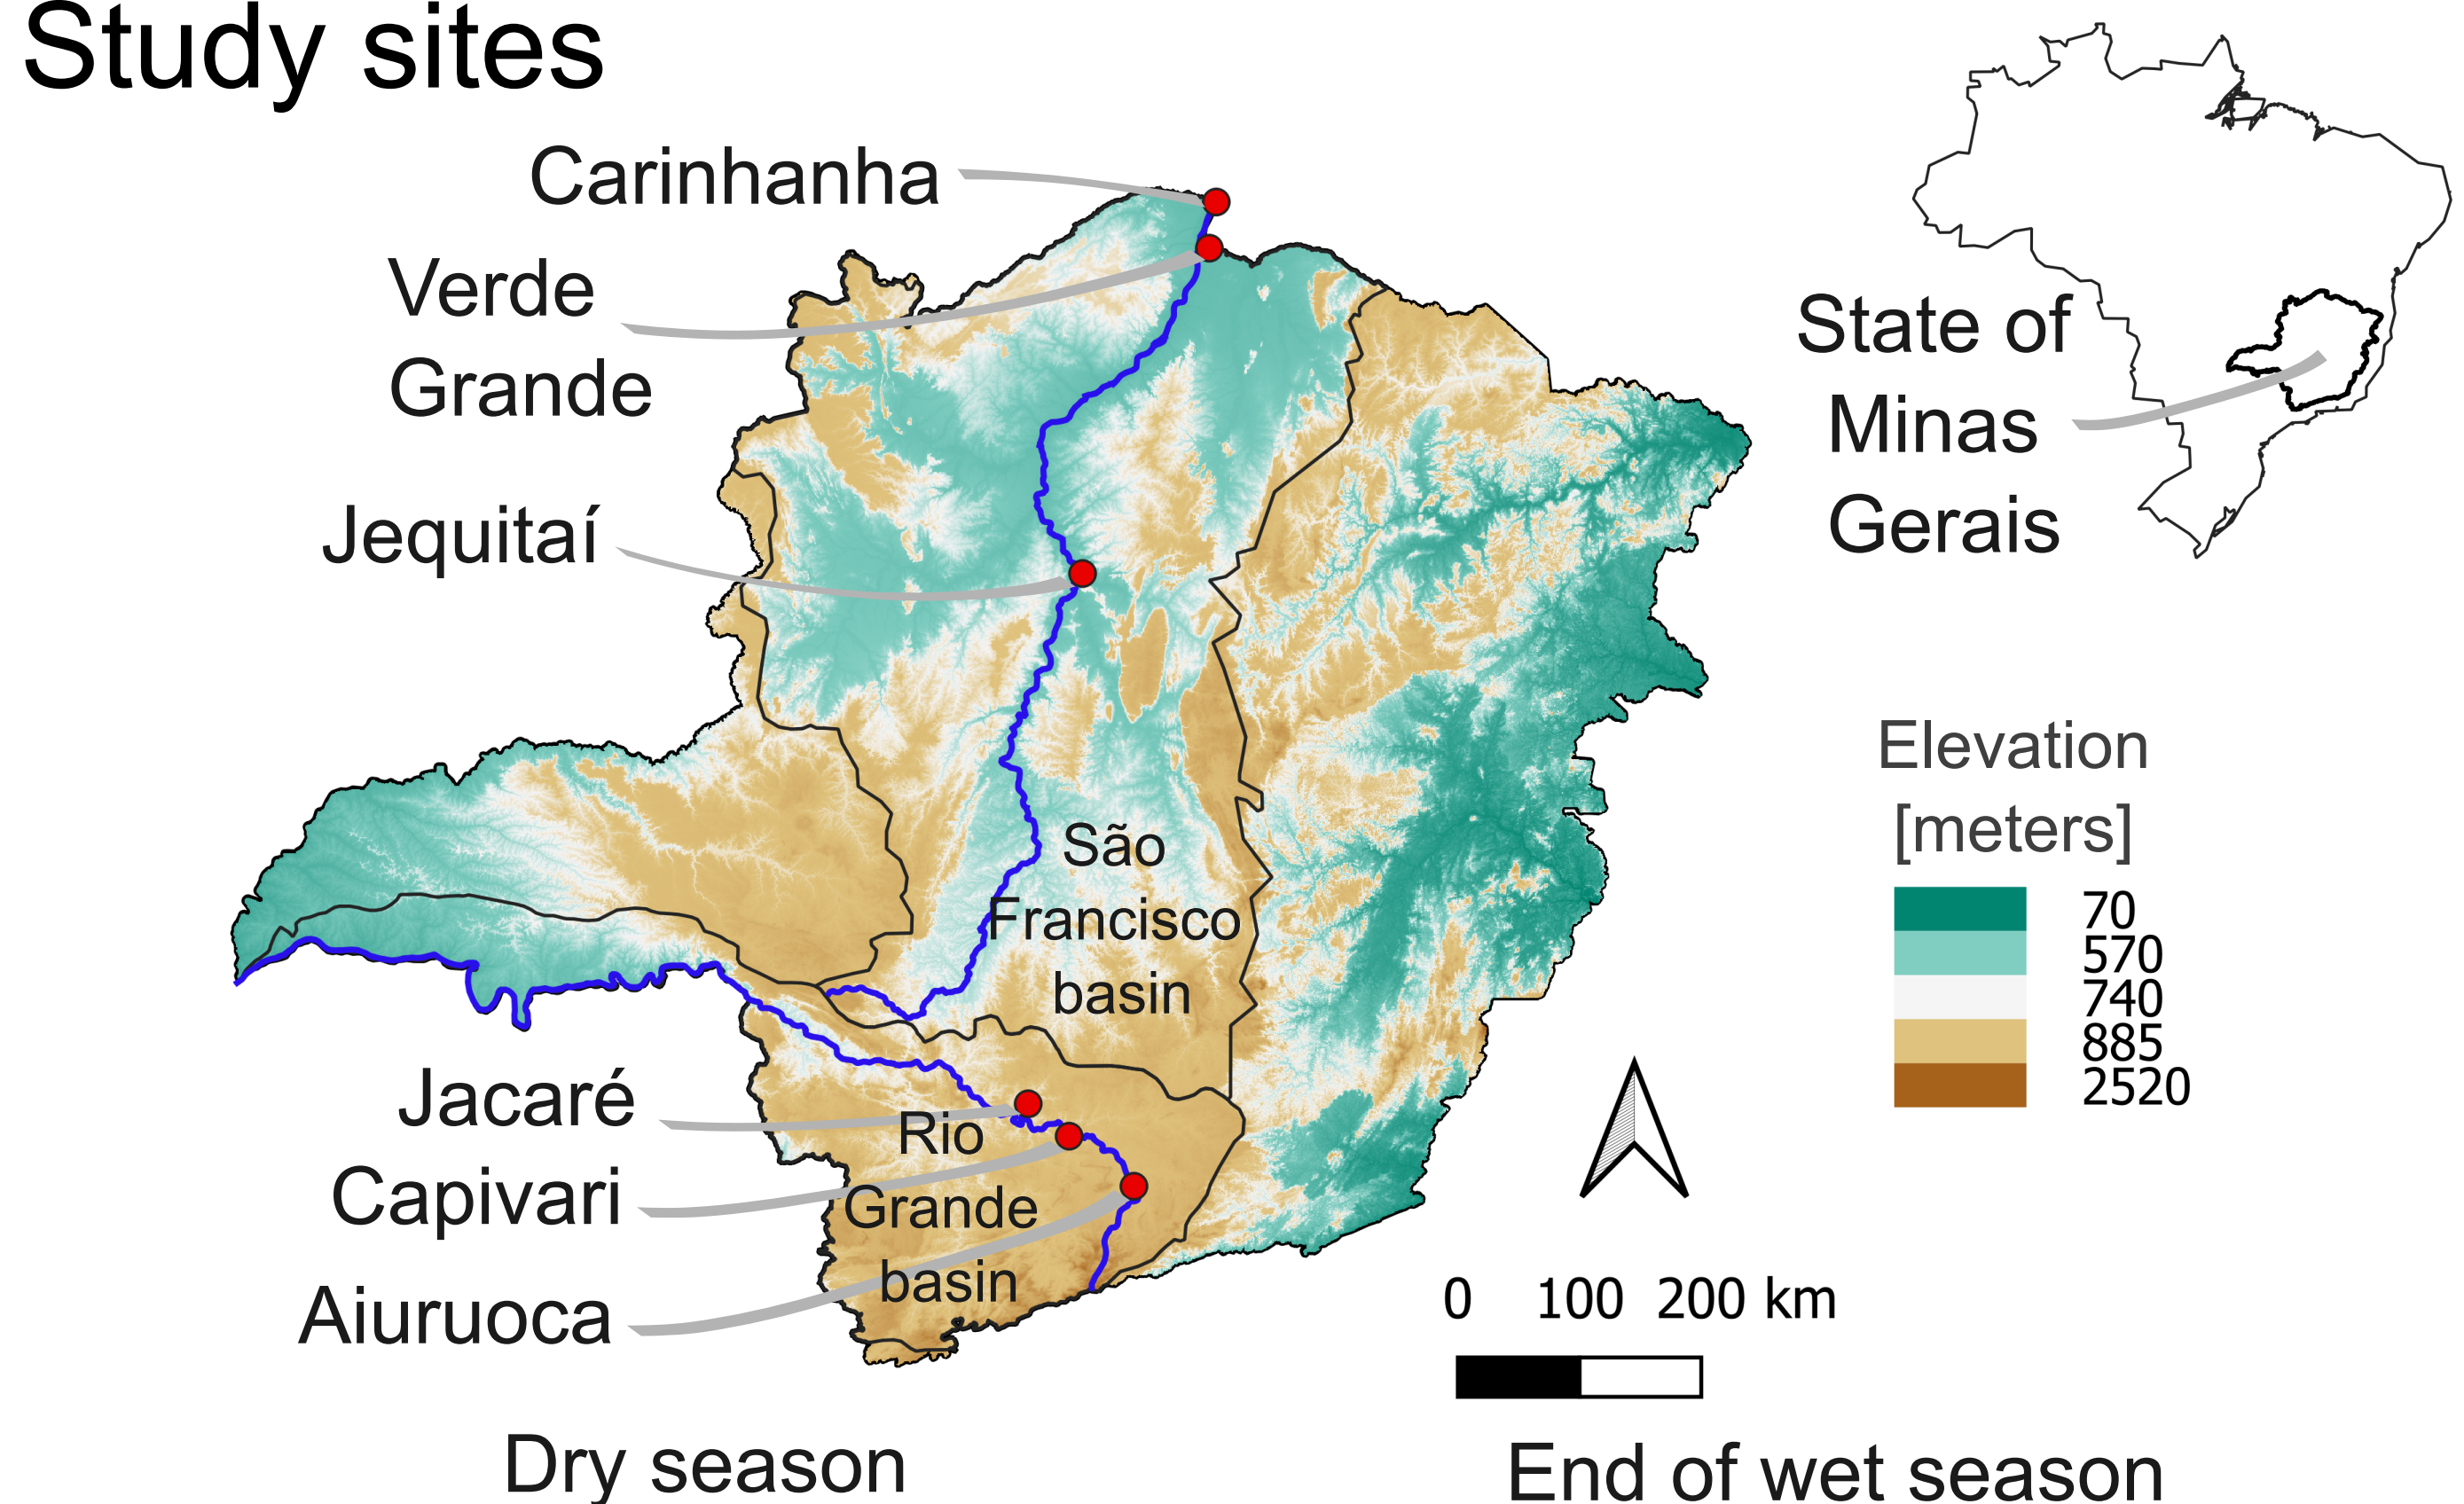 Study sites
Carinhanha
Verde
Grande
Jequitaí
State of
Minas
Gerais
Elevation
[meters]
70
570
740
885
2520
São
Francisco
basin
Jacaré
Capivari
Aiuruoca
Rio
Grande
basin
0 100 200 km
Dry season
End of wet season